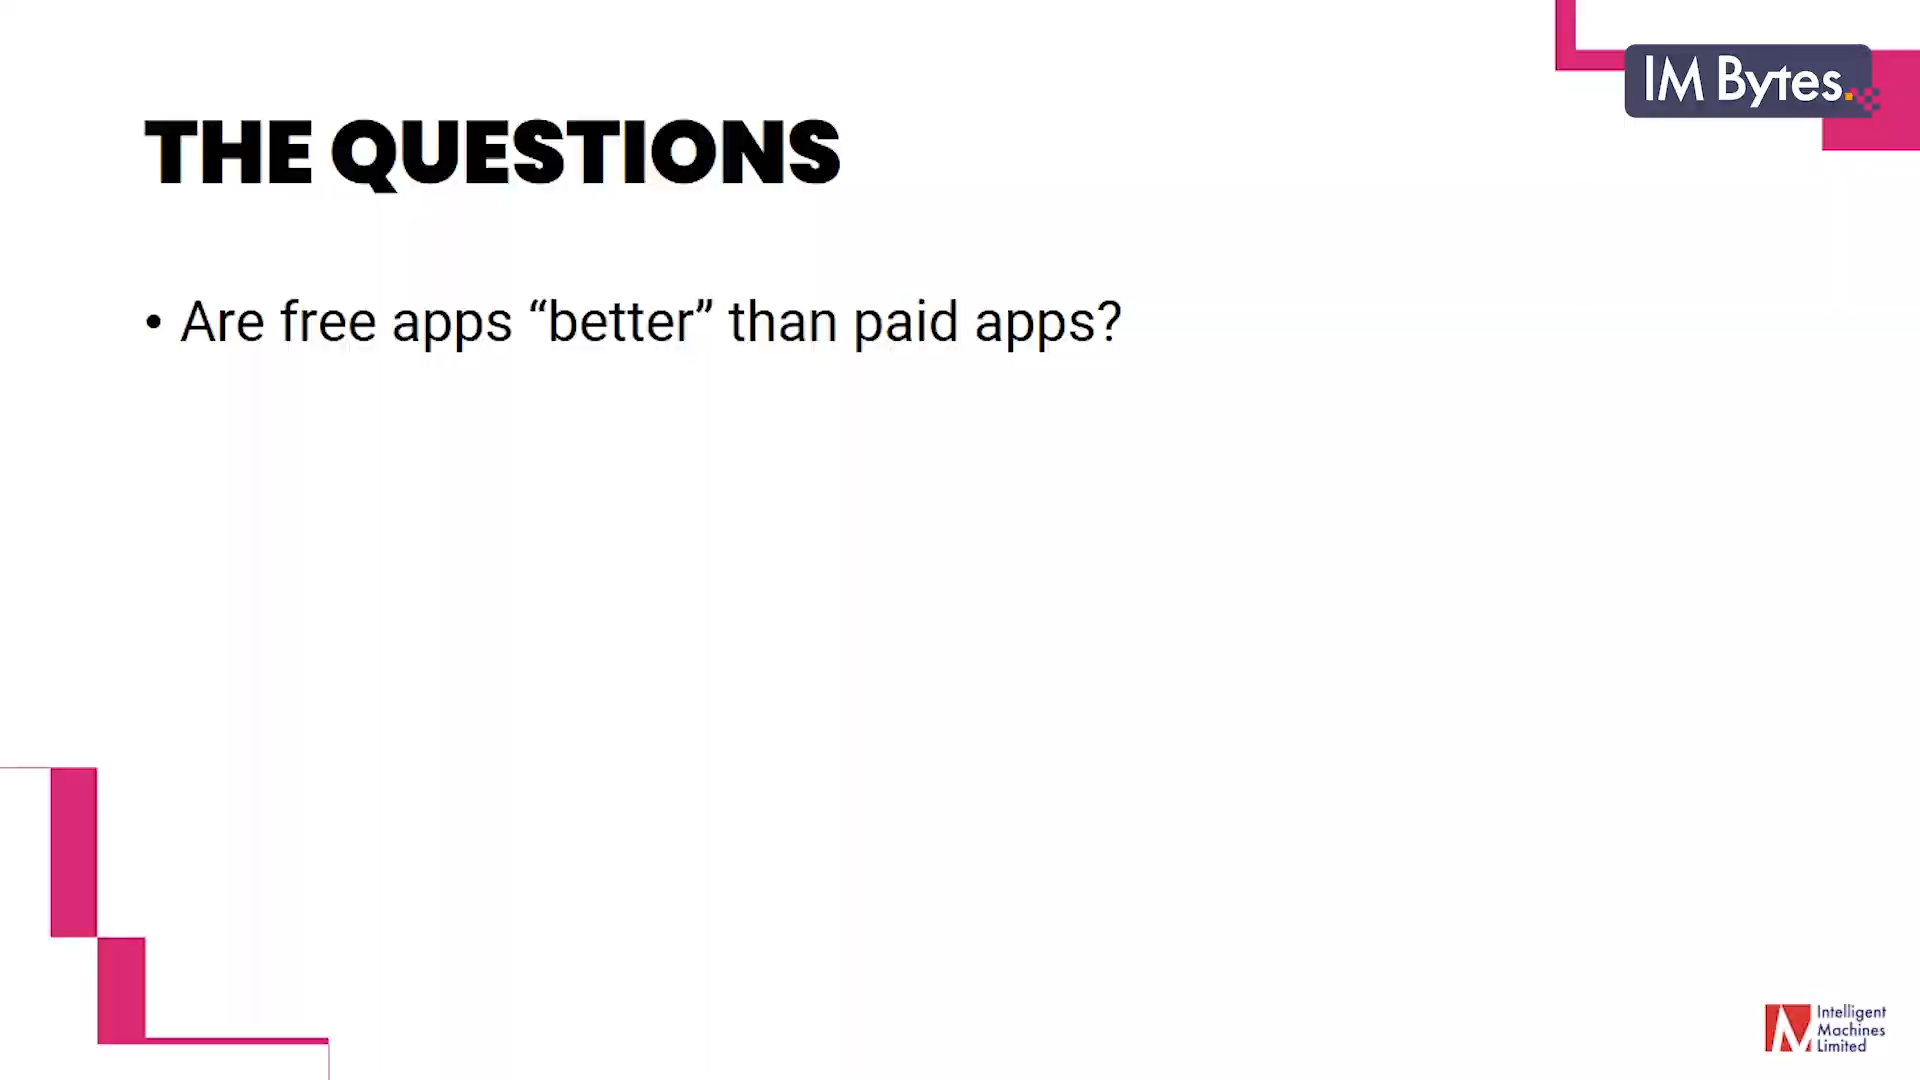 IM Bytes.
THE QUESTIONS
• Are free apps “better” than paid apps?
Intelligent
Machines
Limited